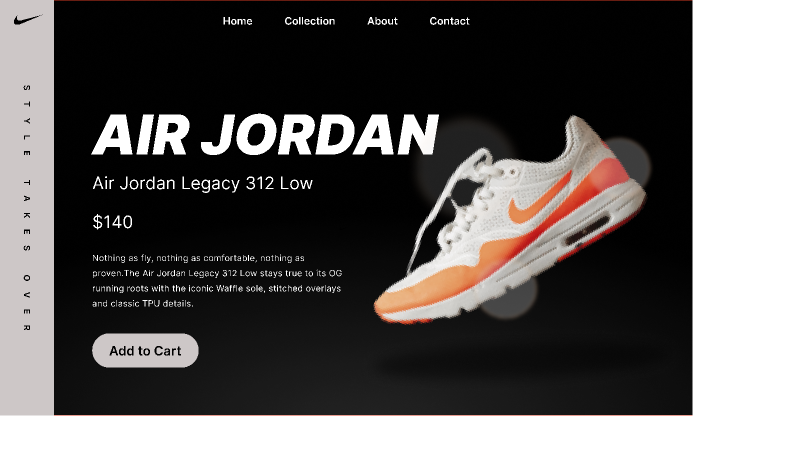 Home Collection About Contact
STYLE TAKES OVER
AIR JORDAN
Air Jordan Legacy 312 Low
$140
Nothing as fly, nothing as comfortable, nothing as
proven.The Air Jordan Legacy 312 Low stays true to its OG
running roots with the iconic Waffle sole, stitched overlays
and classic TPU details.
Add to Cart